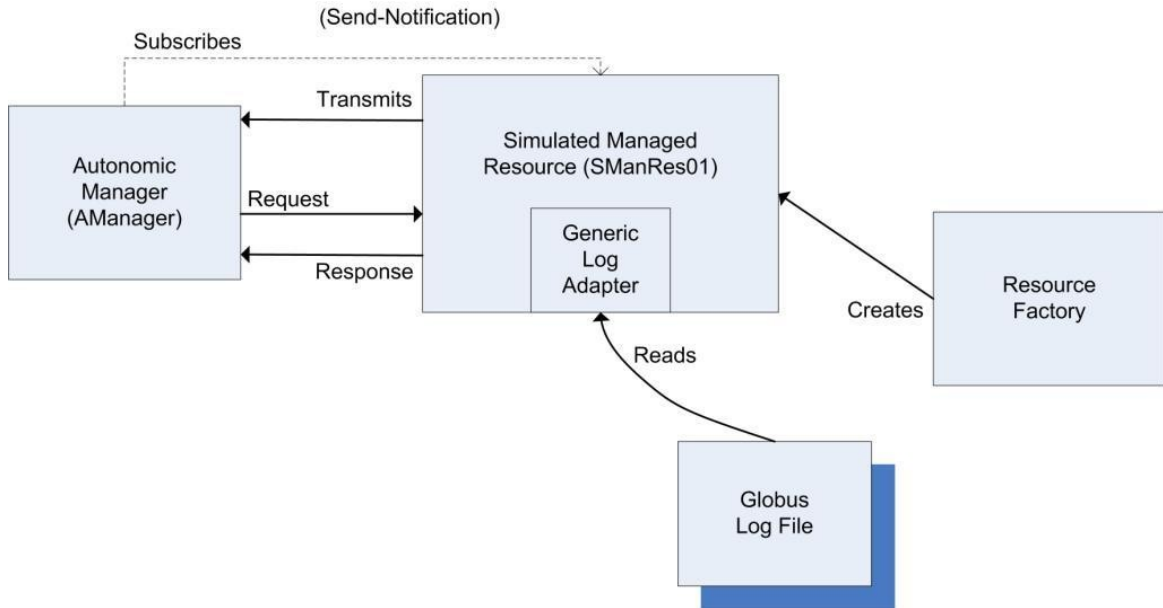 (Send-Notification)
Subscribes
Transmits
Autonomic
Manager
(AManager)
Request
Response
Simulated Managed
Resource (SManRes01)
Generic
Log
Adapter
Creates
Resource
Factory
Reads
Globus
Log File